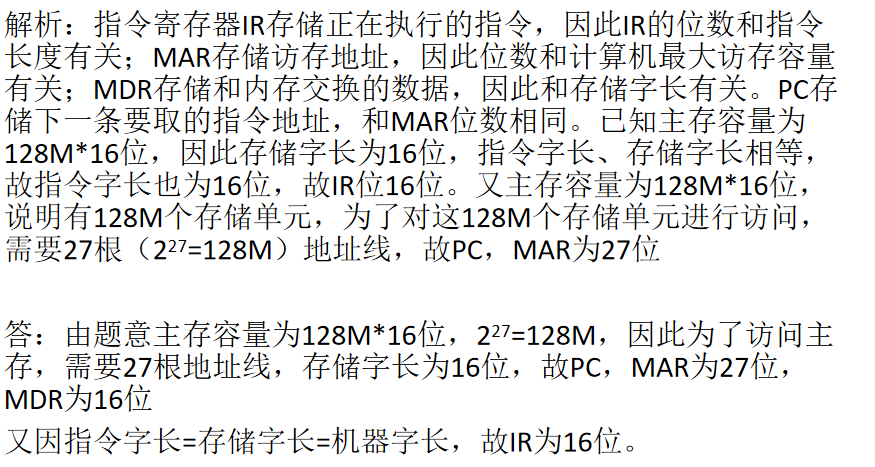 解析：指令寄存器IR存储正在执行的指令，因此IR的位数和指令
长度有关；MAR存储访存地址，因此位数和计算机最大访存容量
有关；MDR存储和内存交换的数据，因此和存储字长有关。PC存
储下一条要取的指令地址，和MAR位数相同。已知主存容量为
128M*16位，因此存储字长为16位，指令字长、存储字长相等，
故指令字长也为16位，故IR位16位。又主存容量为128M*16位，
说明有128M个存储单元，为了对这128M个存储单元进行访问，
需要27根（2²⁷=128M）地址线，故PC，MAR为27位
答：由题意主存容量为128M*16位，2²⁷=128M，因此为了访问主
存，需要27根地址线，存储字长为16位，故PC，MAR为27位，
MDR为16位
又因指令字长=存储字长=机器字长，故IR为16位。